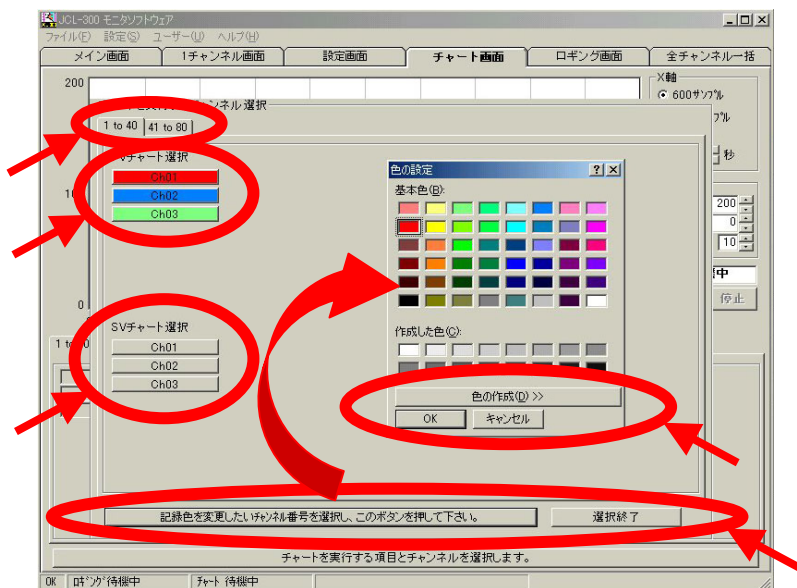 JCL-300 モニタソフトウェア
ファイル(F) 設定(S) ユーザー(U) ヘルプ(H)
メイン画面 1チャンネル画面 設定画面 チャート画面 ロギング画面 全チャンネル一括
200
チャンネル選択
1 to 40 41 to 80
Vチャート選択
Ch01
Ch02
Ch03
SVチャート選択
Ch01
Ch02
Ch03
0
色の設定
基本色(B):
作成した色(C):
色の作成(D) >>
OK キャンセル
X軸
600サンプル
プル
秒
200
0
10
中
停止
記録色を変更したいチャンネル番号を選択し、このボタンを押して下さい。 選択終了
チャートを実行する項目とチャンネルを選択します。
OK ロギング待機中 チャート 待機中